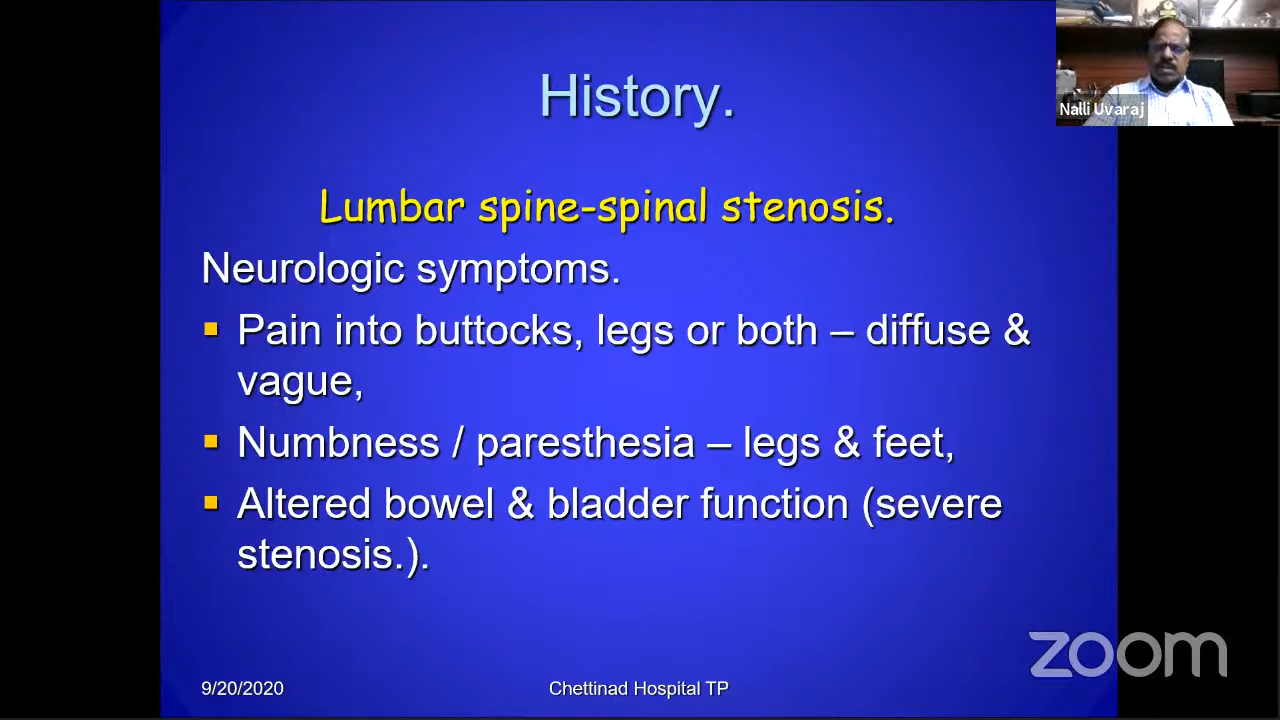 History.
Nalli Uvaraj
Lumbar spine-spinal stenosis.
Neurologic symptoms.
Pain into buttocks, legs or both – diffuse &
vague,
Numbness / paresthesia – legs & feet,
Altered bowel & bladder function (severe
stenosis.).
zoom
9/20/2020
Chettinad Hospital TP